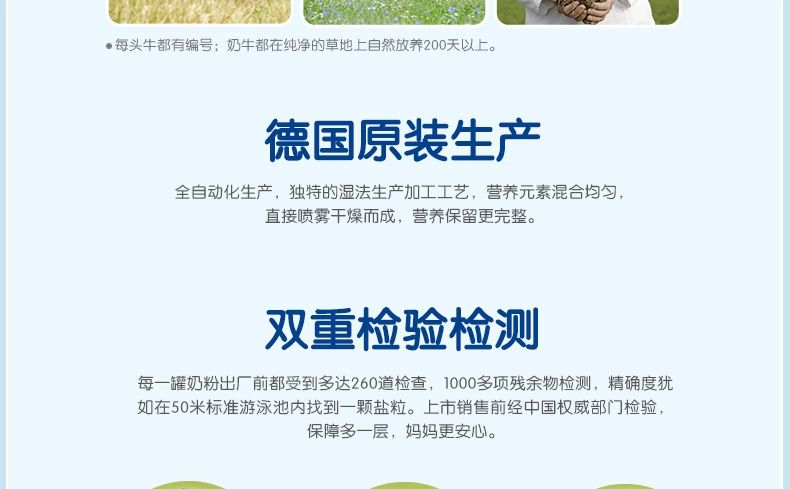 ●每头牛都有编号；奶牛都在纯净的草地上自然放养200天以上。
德国原装生产
全自动化生产，独特的湿法生产加工工艺，营养元素混合均匀，
直接喷雾干燥而成，营养保留更完整。
双重检验检测
每一罐奶粉出厂前都受到多达260道检查，1000多项残余物检测，精确度犹
如在50米标准游泳池内找到一颗盐粒。上市销售前经中国权威部门检验，
保障多一层，妈妈更安心。